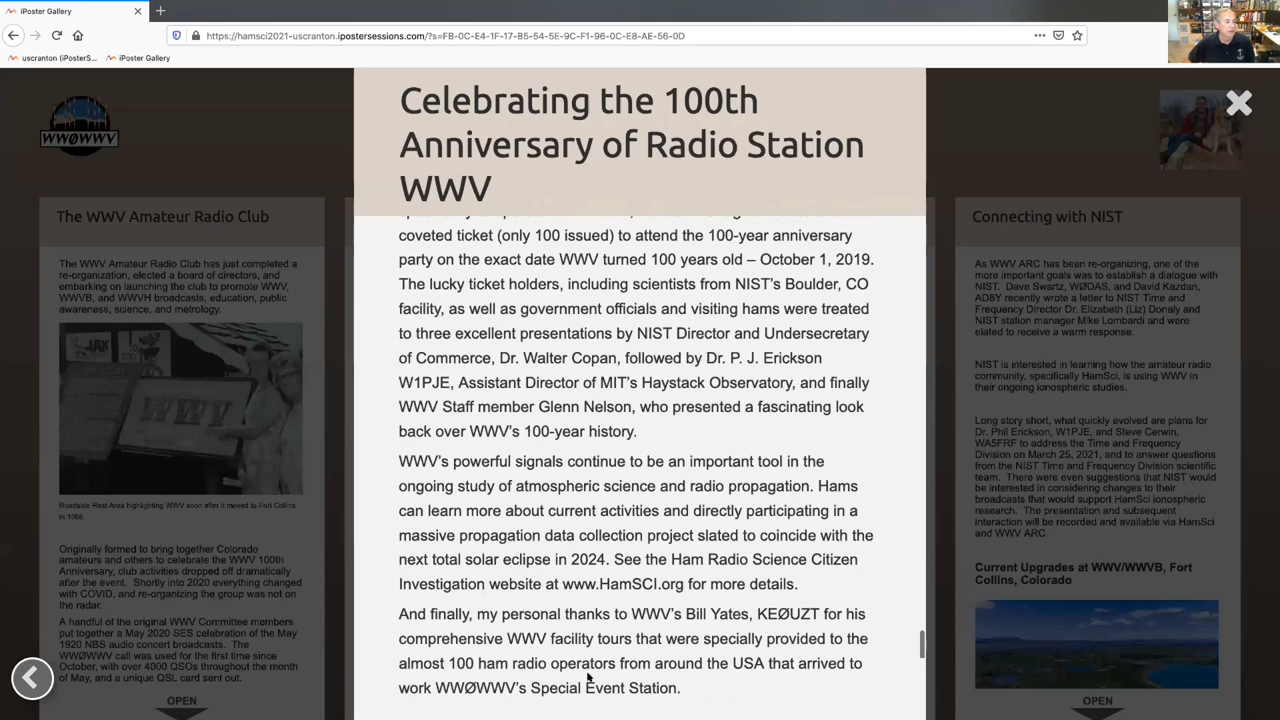 iPoster Gallery
https://hamsci2021-uscranton.ipostersessions.com/?s=FB-0C-E4-1F-17-B5-54-5E-9C-F1-96-0C-E8-AE-56-0D
uscranton (iPosterS...
iPoster Gallery
WWØWWV
Celebrating the 100th
Anniversary of Radio Station
WWV
coveted ticket (only 100 issued) to attend the 100-year anniversary
party on the exact date WWV turned 100 years old – October 1, 2019.
The lucky ticket holders, including scientists from NIST's Boulder, CO
facility, as well as government officials and visiting hams were treated
to three excellent presentations by NIST Director and Undersecretary
of Commerce, Dr. Walter Copan, followed by Dr. P. J. Erickson
W1PJE, Assistant Director of MIT's Haystack Observatory, and finally
WWV Staff member Glenn Nelson, who presented a fascinating look
back over WWV's 100-year history.
WWV's powerful signals continue to be an important tool in the
ongoing study of atmospheric science and radio propagation. Hams
can learn more about current activities and directly participating in a
massive propagation data collection project slated to coincide with the
next total solar eclipse in 2024. See the Ham Radio Science Citizen
Investigation website at www.HamSCI.org for more details.
And finally, my personal thanks to WWV's Bill Yates, KEØUZT for his
comprehensive WWV facility tours that were specially provided to the
almost 100 ham radio operators from around the USA that arrived to
work WWØWWV's Special Event Station.
The WWV Amateur Radio Club
The WWV Amateur Radio Club has just completed a
re-organization, elected a board of directors, and
embarking on launching the club to promote WWV,
WWVB, and WWVH broadcasts, education, public
awareness, science, and metrology.
WWV
Roadside Rest Area highlighting WWV soon after it moved to Fort Collins
in 1966.
Originally formed to bring together Colorado
amateurs and others to celebrate the WWV 100th
Anniversary, club activities dropped off dramatically
after the event. Shortly into 2020 everything changed
with COVID, and re-organizing the group was not on
the radar.
A handful of the original WWV Committee members
put together a May 2020 SES celebration of the May
1920 NBS audio concert broadcasts. The
WWØWWV call was used for the first time since
October, with over 4000 QSOs throughout the month
of May, and a unique QSL card sent out.
OPEN
Connecting with NIST
As WWV ARC has been re-organizing, one of the
more important goals was to establish a dialogue with
NIST. Dave Swartz, WØDAS, and David Kazdan,
AD8Y recently wrote a letter to NIST Time and
Frequency Director Dr. Elizabeth (Liz) Donaly and
NIST station manager Mike Lombardi and were
elated to receive a warm response.
NIST is interested in learning how the amateur radio
community, specifically HamSci, is using WWV in
their ongoing ionospheric studies.
Long story short, what quickly evolved are plans for
Dr. Phil Erickson, W1PJE, and Steve Cerwin,
WA5FRF to address the Time and Frequency
Division on March 25, 2021, and to answer questions
from the NIST Time and Frequency Division scientific
team. There were even suggestions that NIST would
be interested in considering changes to their
broadcasts that would support HamSci ionospheric
research. The presentation and subsequent
interaction will be recorded and available via HamSci
and WWV ARC.
Current Upgrades at WWV/WWVB, Fort
Collins, Colorado
OPEN